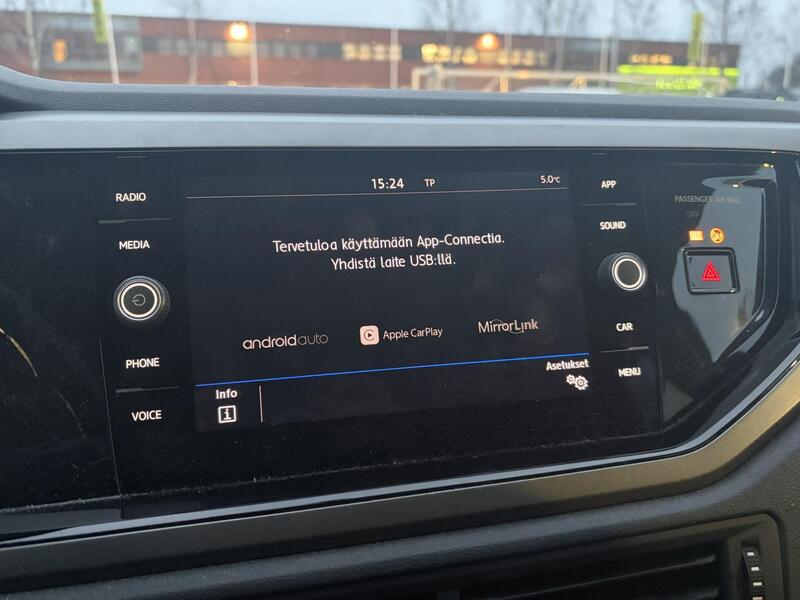 RADIO
MEDIA
PHONE
VOICE
15:24 TP 5.0°C
Tervetuloa käyttämään App-Connectia.
Yhdistä laite USB:llä.
androidauto
Apple CarPlay
MirrorLink
Info
Asetukset
APP
SOUND
CAR
MENU
PASSENGER AIR BAG
OFF